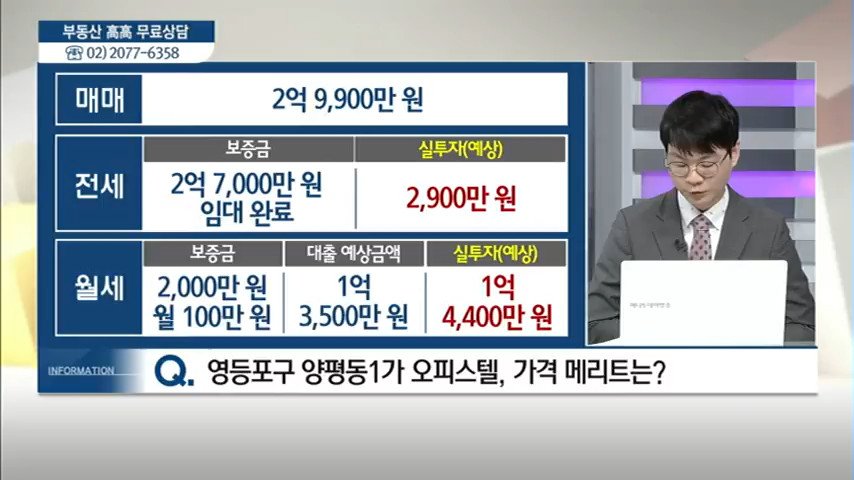 부동산 高高 무료상담
☏ 02) 2077-6358
매매
2억 9,900만 원
전세
보증금
실투자(예상)
2억 7,000만 원
임대 완료
2,900만 원
월세
보증금
대출 예상금액
실투자(예상)
2,000만 원
월 100만 원
1억
3,500만 원
1억
4,400만 원
INFORMATION
Q. 영등포구 양평동1가 오피스텔, 가격 메리트는?